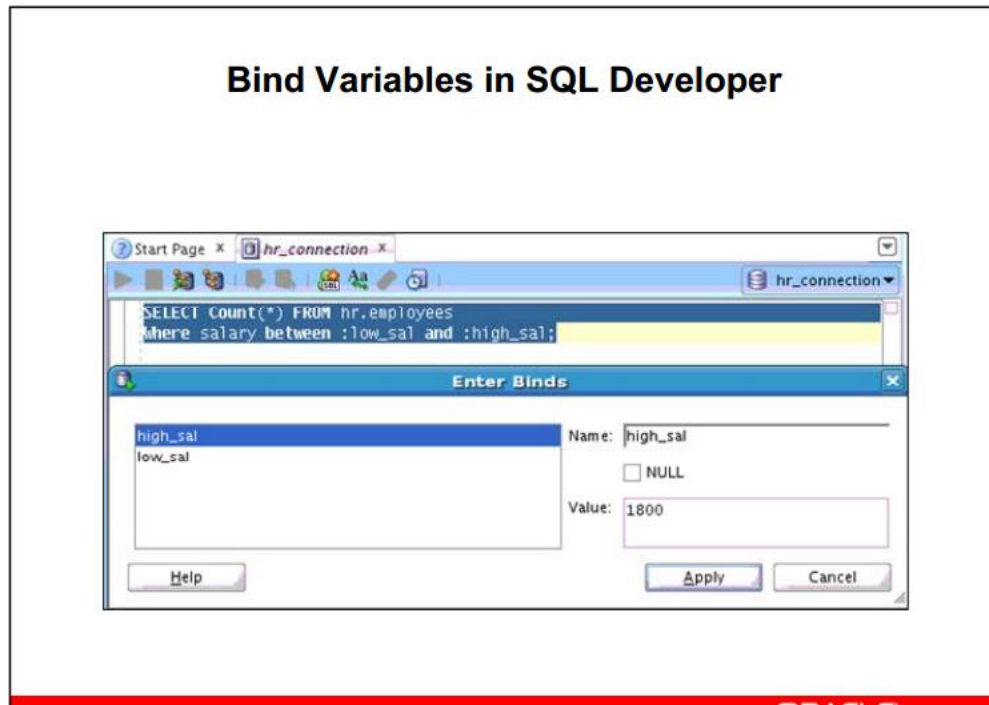 Bind Variables in SQL Developer
Start Page x hr_connection x
hr_connection
SELECT Count(*) FROM hr.employees
Where salary between :low_sal and :high_sal;
Enter Binds
high_sal
low_sal
Name: high_sal
NULL
Value: 1800
Help
Apply
Cancel